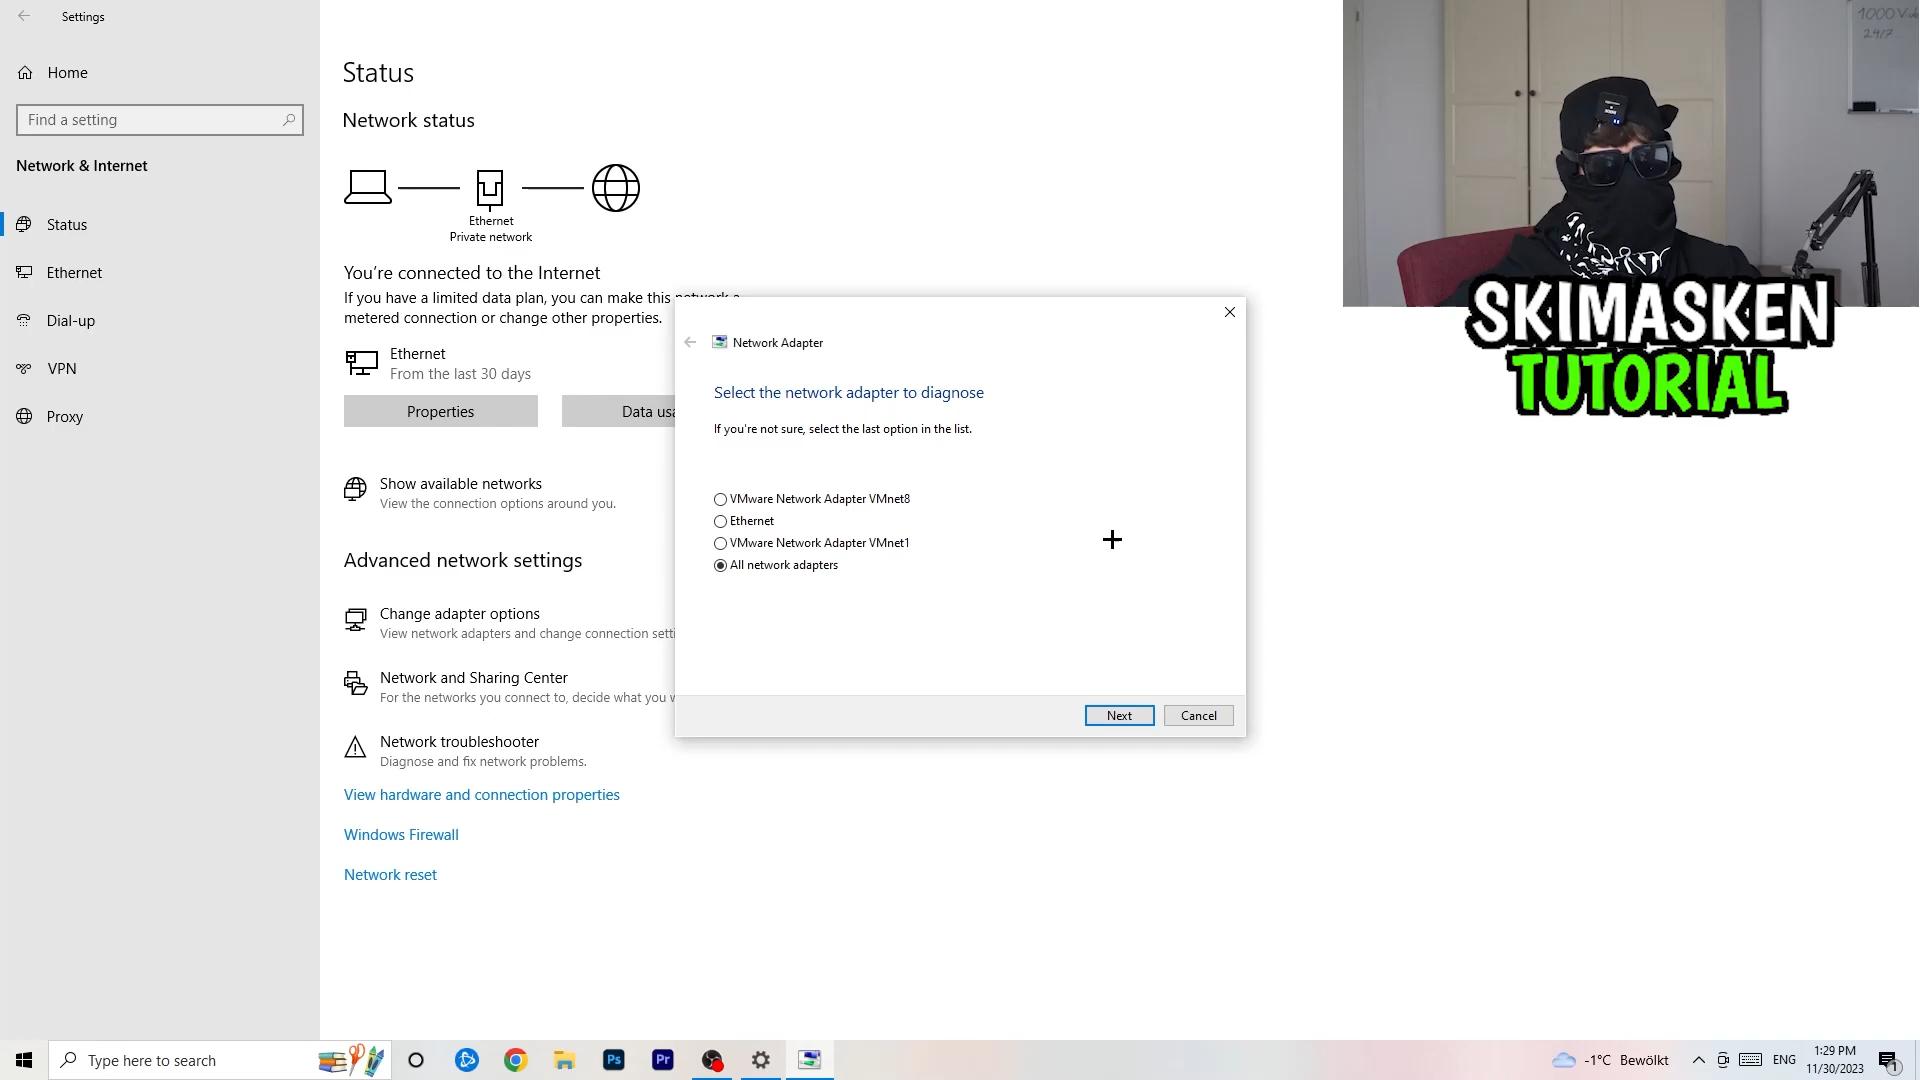 Settings
Home
Find a setting
Network & Internet
Status
Ethernet
Dial-up
VPN
Proxy
Status
Network status
Ethernet
Private network
You're connected to the Internet
If you have a limited data plan, you can make this network a
metered connection or change other properties.
Ethernet
From the last 30 days
Properties
Data usa
Show available networks
View the connection options around you.
Advanced network settings
Change adapter options
View network adapters and change connection setti
Network and Sharing Center
For the networks you connect to, decide what you w
Network troubleshooter
Diagnose and fix network problems.
View hardware and connection properties
Windows Firewall
Network reset
Network Adapter
Select the network adapter to diagnose
If you're not sure, select the last option in the list.
VMware Network Adapter VMnet8
Ethernet
VMware Network Adapter VMnet1
All network adapters
Next
Cancel
1000 Vid
24/7
SKIMASKEN
TUTORIAL
Type here to search
Ps
Pr
-1°C Bewölkt
ENG
1:29 PM
11/30/2023
1